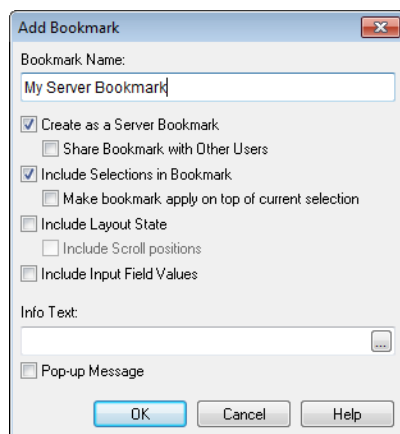 Add Bookmark
Bookmark Name:
My Server Bookmark
Create as a Server Bookmark
Share Bookmark with Other Users
Include Selections in Bookmark
Make bookmark apply on top of current selection
Include Layout State
Include Scroll positions
Include Input Field Values
Info Text:
...
Pop-up Message
OK Cancel Help